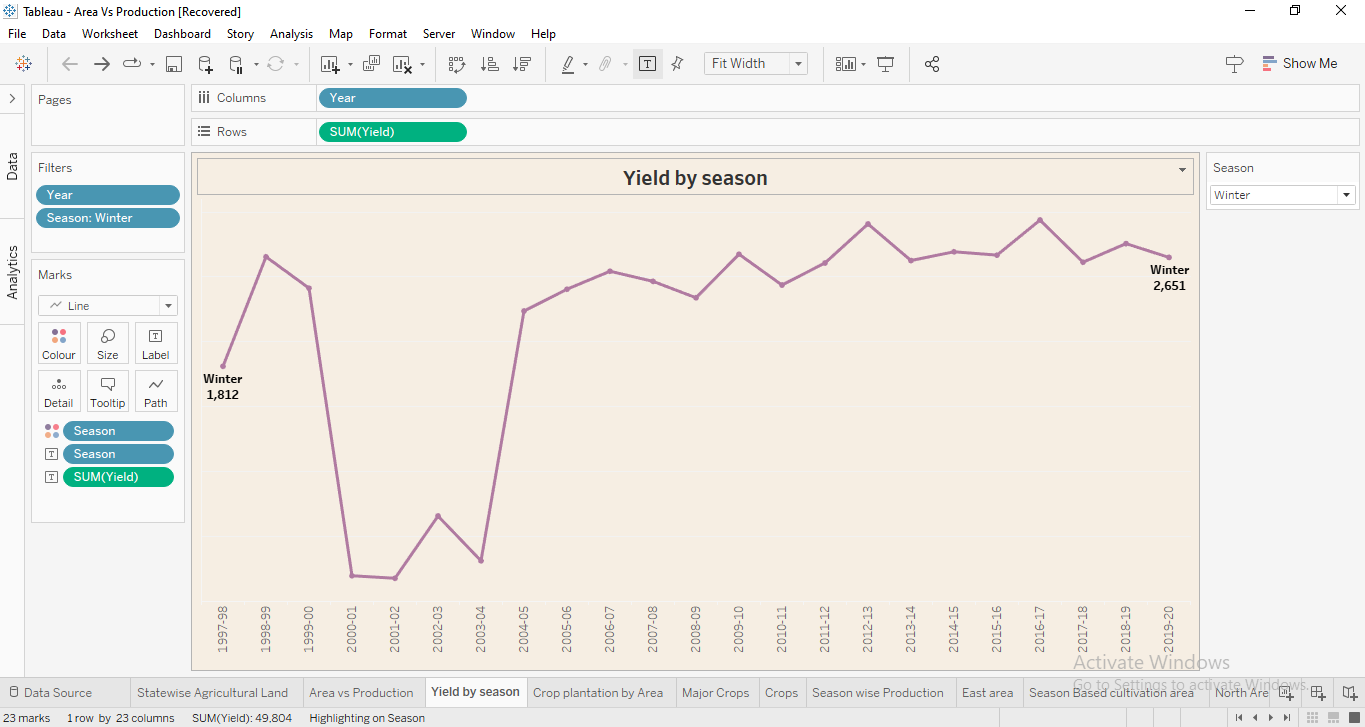 Tableau - Area Vs Production [Recovered]
File Data Worksheet Dashboard Story Analysis Map Format Server Window Help
Fit Width
Show Me
Pages
Columns
Year
Rows
SUM(Yield)
Data
Analytics
Filters
Year
Season: Winter
Marks
Line
Colour
Size
Label
Detail
Tooltip
Path
Season
Season
SUM(Yield)
Yield by season
Winter
1,812
Winter
2,651
1997-98
1998-99
1999-00
2000-01
2001-02
2002-03
2003-04
2004-05
2005-06
2006-07
2007-08
2008-09
2009-10
2010-11
2011-12
2012-13
2013-14
2014-15
2015-16
2016-17
2017-18
2018-19
2019-20
Season
Winter
Activate Windows
Go to Settings to activate Windows.
Data Source
Statewise Agricultural Land
Area vs Production
Yield by season
Crop plantation by Area
Major Crops
Crops
Season wise Production
East area
Season Based cultivation area
North Are
23 marks 1 row by 23 columns SUM(Yield): 49,804 Highlighting on Season